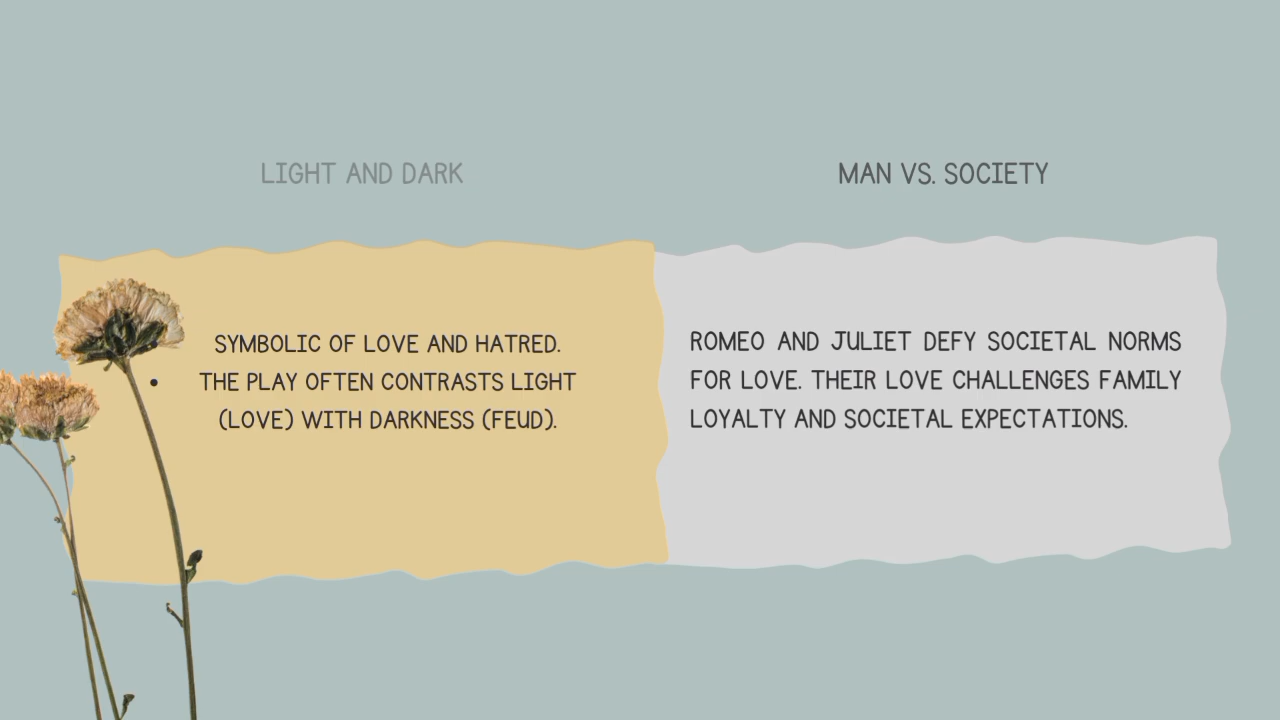 LIGHT AND DARK
SYMBOLIC OF LOVE AND HATRED.
• THE PLAY OFTEN CONTRASTS LIGHT
(LOVE) WITH DARKNESS (FEUD).
MAN VS. SOCIETY
ROMEO AND JULIET DEFY SOCIETAL NORMS
FOR LOVE. THEIR LOVE CHALLENGES FAMILY
LOYALTY AND SOCIETAL EXPECTATIONS.